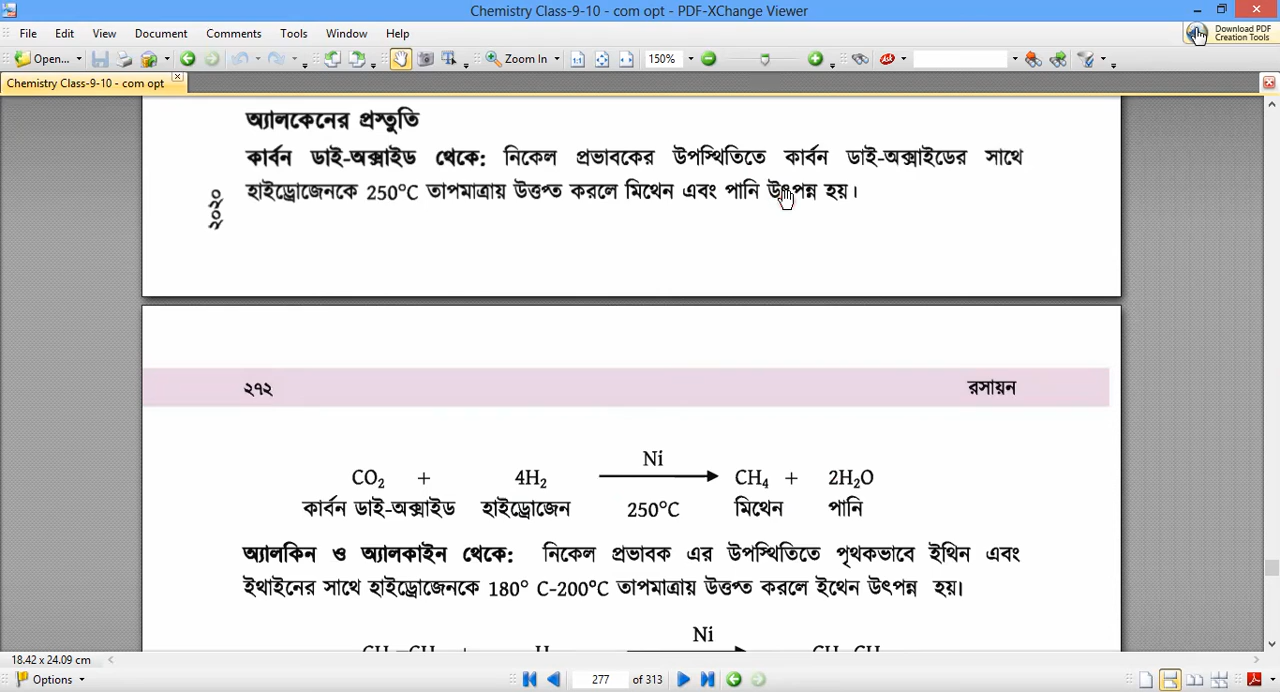 Chemistry Class-9-10 - com opt - PDF-XChange Viewer
File Edit View Document Comments Tools Window Help
Download PDF Creation Tools
Open... Zoom In 150%
Chemistry Class-9-10 - com opt
অ্যালকেনের প্রস্তুতি
কার্বন ডাই-অক্সাইড থেকে: নিকেল প্রভাবকের উপস্থিতিতে কার্বন ডাই-অক্সাইডের সাথে
হাইড্রোজেনকে 250°C তাপমাত্রায় উত্তপ্ত করলে মিথেন এবং পানি উৎপন্ন হয়।
২০২০
২৭২ রসায়ন
Ni
CO₂ + 4H₂ ⟶ CH₄ + 2H₂O
কার্বন ডাই-অক্সাইড হাইড্রোজেন 250°C মিথেন পানি
অ্যালকিন ও অ্যালকাইন থেকে: নিকেল প্রভাবক এর উপস্থিতিতে পৃথকভাবে ইথিন এবং
ইথাইনের সাথে হাইড্রোজেনকে 180° C-200°C তাপমাত্রায় উত্তপ্ত করলে ইথেন উৎপন্ন হয়।
Ni
18.42 x 24.09 cm
Options 277 of 313